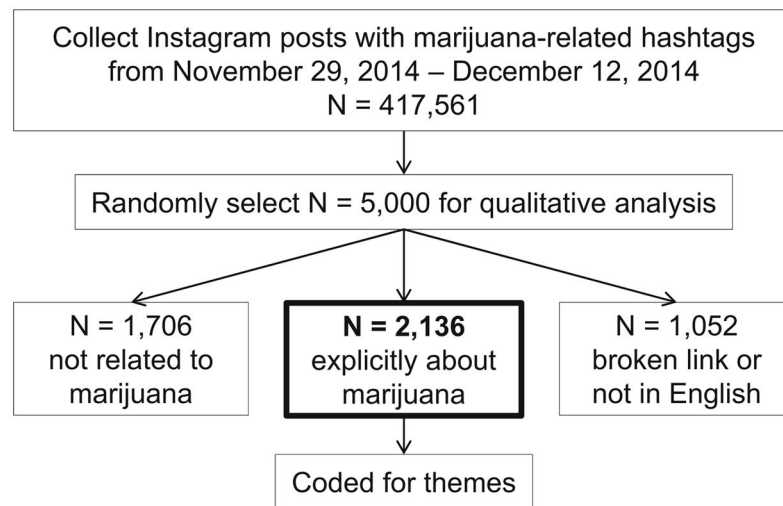 Collect Instagram posts with marijuana-related hashtags
from November 29, 2014 – December 12, 2014
N = 417,561
Randomly select N = 5,000 for qualitative analysis
N = 1,706
not related to
marijuana
N = 2,136
explicitly about
marijuana
N = 1,052
broken link or
not in English
Coded for themes